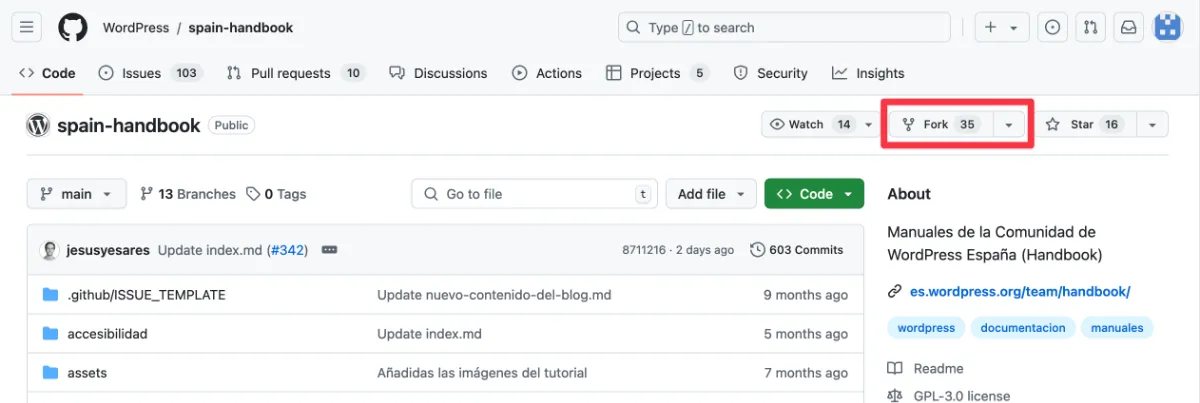 WordPress / spain-handbook
Type / to search
Code Issues 103 Pull requests 10 Discussions Actions Projects 5 Security Insights
spain-handbook Public
Watch 14 Fork 35 Star 16
main 13 Branches 0 Tags Go to file t Add file Code
About
jesusyesares Update index.md (#342) 8711216 · 2 days ago 603 Commits
Manuales de la Comunidad de
WordPress España (Handbook)
.github/ISSUE_TEMPLATE Update nuevo-contenido-del-blog.md 9 months ago
es.wordpress.org/team/handbook/
accesibilidad Update index.md 5 months ago
wordpress documentacion manuales
assets Añadidas las imágenes del tutorial 7 months ago
Readme
GPL-3.0 license